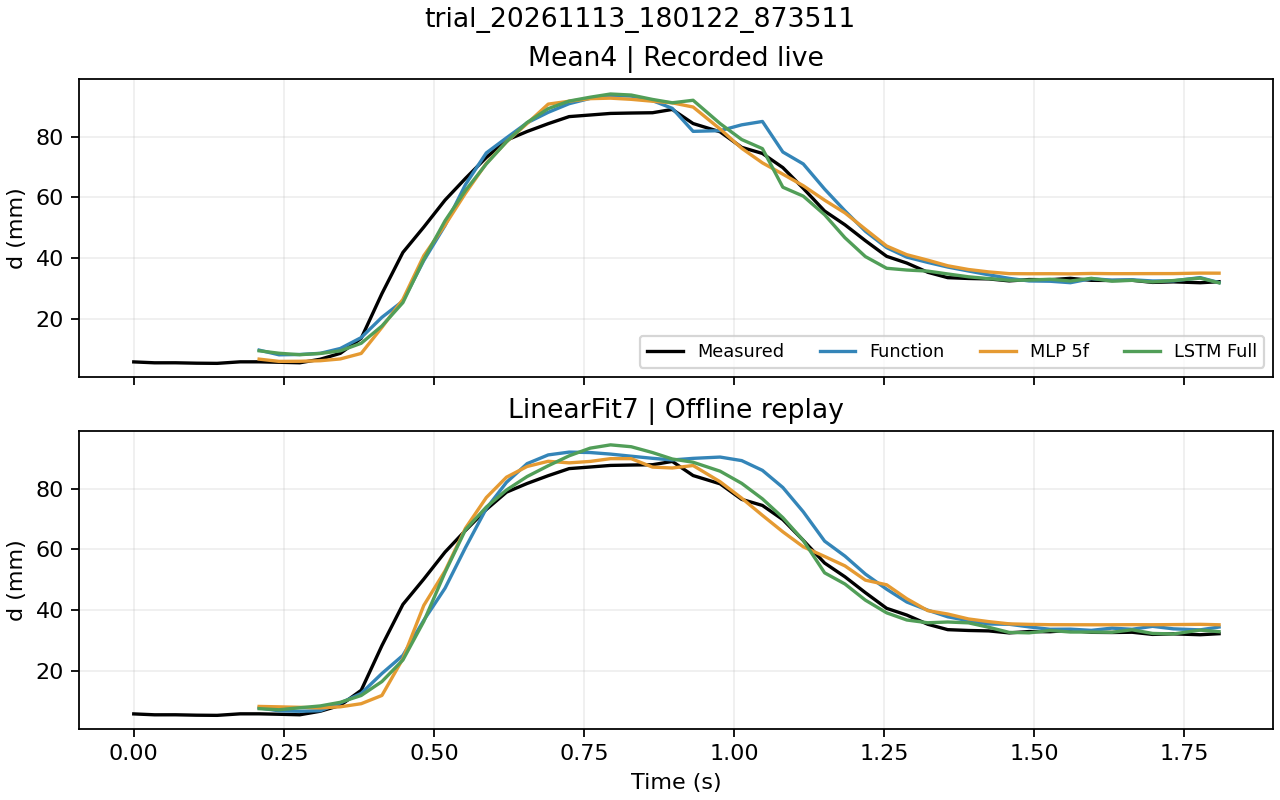 trial_20261113_180122_873511
Mean4 | Recorded live
d (mm)
80
60
40
20
Measured Function MLP 5f LSTM Full
LinearFit7 | Offline replay
d (mm)
80
60
40
20
0.00 0.25 0.50 0.75 1.00 1.25 1.50 1.75
Time (s)